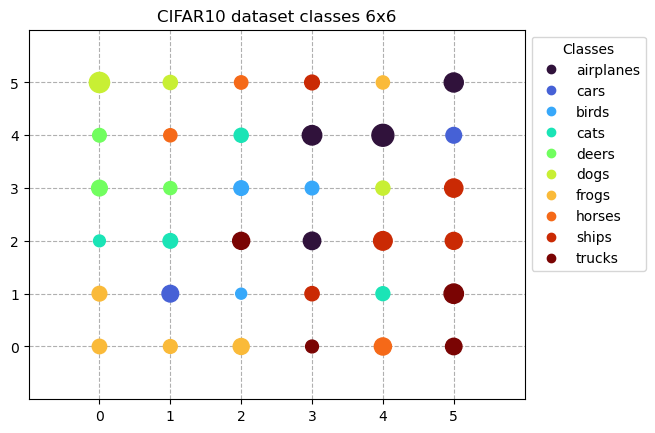 CIFAR10 dataset classes 6x6
5
4
3
2
1
0
0 1 2 3 4 5
Classes
airplanes
cars
birds
cats
deers
dogs
frogs
horses
ships
trucks